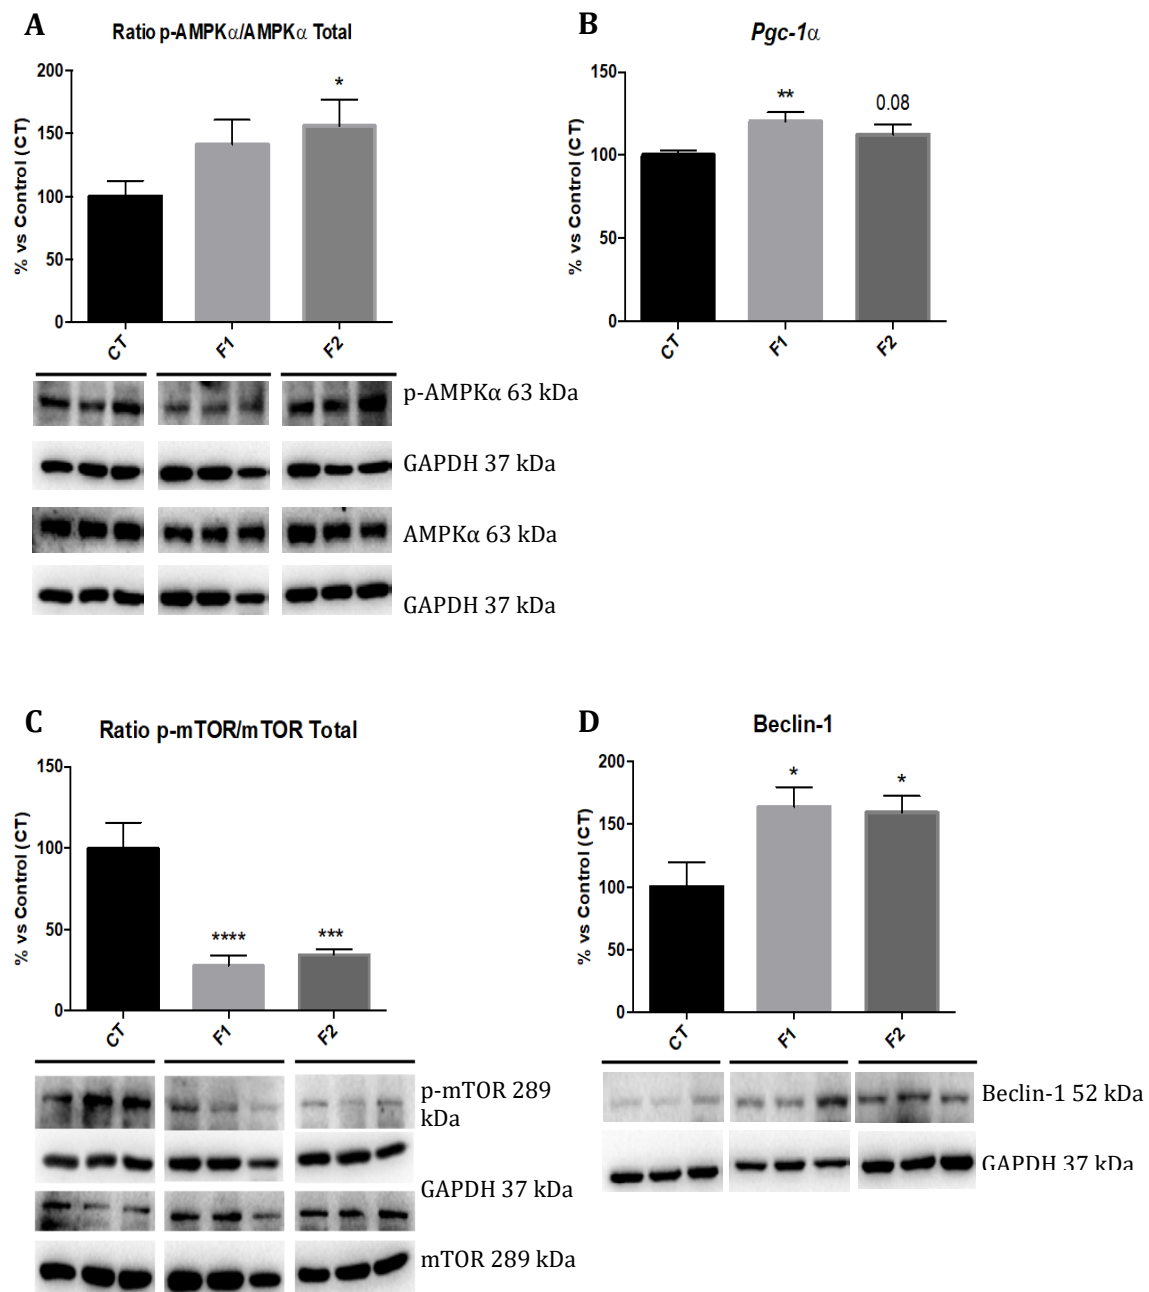 A
Ratio p-AMPKα/AMPKα Total
% vs Control (CT)
200
150
100
50
0
*
CT
F1
F2
p-AMPKα 63 kDa
GAPDH 37 kDa
AMPKα 63 kDa
GAPDH 37 kDa
B
Pgc-1α
% vs Control (CT)
150
100
50
0
**
0.08
CT
F1
F2
C
Ratio p-mTOR/mTOR Total
% vs Control (CT)
150
100
50
0
****
***
CT
F1
F2
p-mTOR 289
kDa
GAPDH 37 kDa
mTOR 289 kDa
D
Beclin-1
% vs Control (CT)
200
150
100
50
0
*
*
CT
F1
F2
Beclin-1 52 kDa
GAPDH 37 kDa